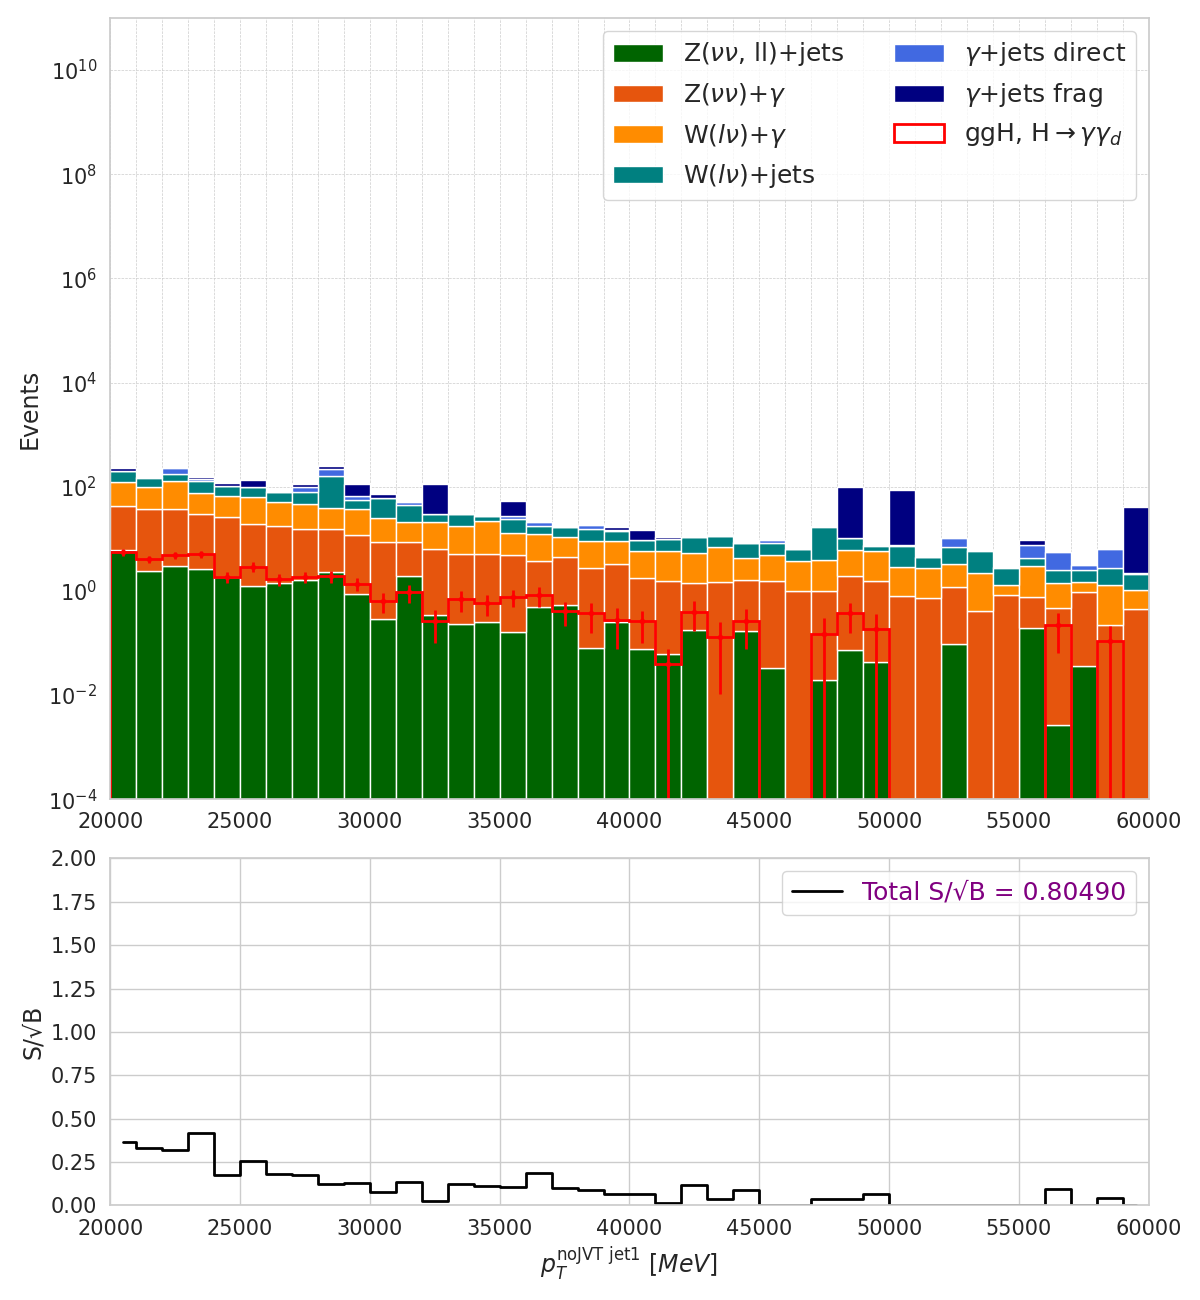 Z(νν, ll)+jets
Z(νν)+γ
W(lν)+γ
W(lν)+jets
γ+jets direct
γ+jets frag
ggH, H→γγ_d
Events
10^10
10^8
10^6
10^4
10^2
10^0
10^−2
10^−4
20000 25000 30000 35000 40000 45000 50000 55000 60000
Total S/√B = 0.80490
S/√B
2.00
1.75
1.50
1.25
1.00
0.75
0.50
0.25
0.00
20000 25000 30000 35000 40000 45000 50000 55000 60000
p_T^noJVT jet1 [MeV]